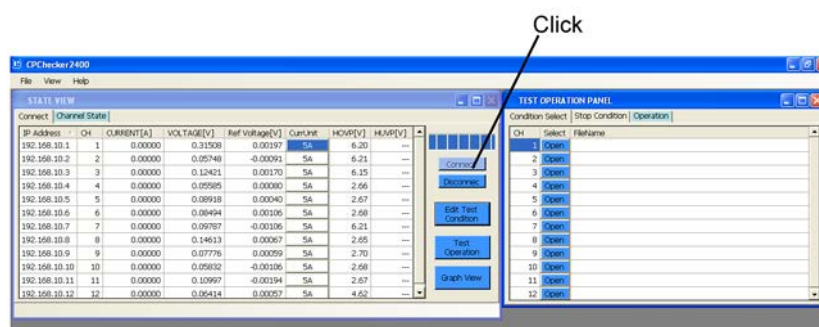 Click
CPChecker2400
File View Help
STATE VIEW
Connect Channel State
IP Address CH CURRENT[A] VOLTAGE[V] Ref Voltage[V] CurrUnit HOVP[V] HUVP[V]
192.168.10.1 1 0.00000 0.31508 0.00197 5A 6.20 ---
192.168.10.2 2 0.00000 0.05748 -0.00091 5A 6.21 ---
192.168.10.3 3 0.00000 0.12421 0.00170 5A 6.15 ---
192.168.10.4 4 0.00000 0.05585 0.00080 5A 2.66 ---
192.168.10.5 5 0.00000 0.08918 0.00040 5A 2.67 ---
192.168.10.6 6 0.00000 0.08494 0.00106 5A 2.68 ---
192.168.10.7 7 0.00000 0.09787 -0.00106 5A 6.21 ---
192.168.10.8 8 0.00000 0.14613 0.00067 5A 2.65 ---
192.168.10.9 9 0.00000 0.07776 0.00059 5A 2.70 ---
192.168.10.10 10 0.00000 0.05832 -0.00106 5A 2.68 ---
192.168.10.11 11 0.00000 0.10997 -0.00194 5A 2.67 ---
192.168.10.12 12 0.00000 0.06414 0.00057 5A 4.62 ---
Connec
Disconnec
Edit Test
Condition
Test
Operation
Graph View
TEST OPERATION PANEL
Condition Select Stop Condition Operation
CH Select FileName
1 Open
2 Open
3 Open
4 Open
5 Open
6 Open
7 Open
8 Open
9 Open
10 Open
11 Open
12 Open